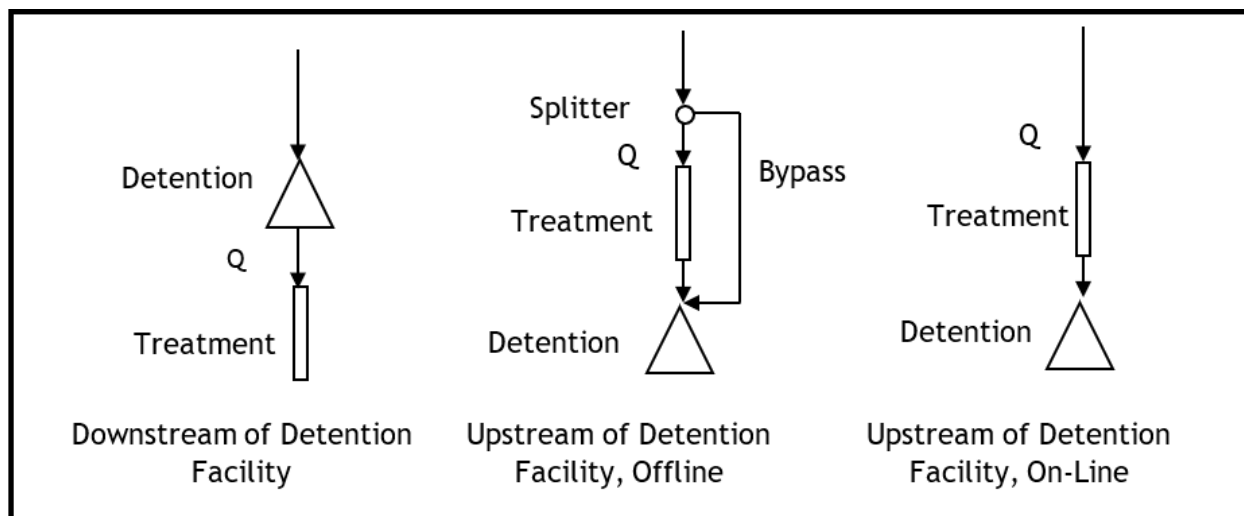 Detention
Q
Treatment
Downstream of Detention
Facility
Splitter
Q
Bypass
Treatment
Detention
Upstream of Detention
Facility, Offline
Q
Treatment
Detention
Upstream of Detention
Facility, On-Line